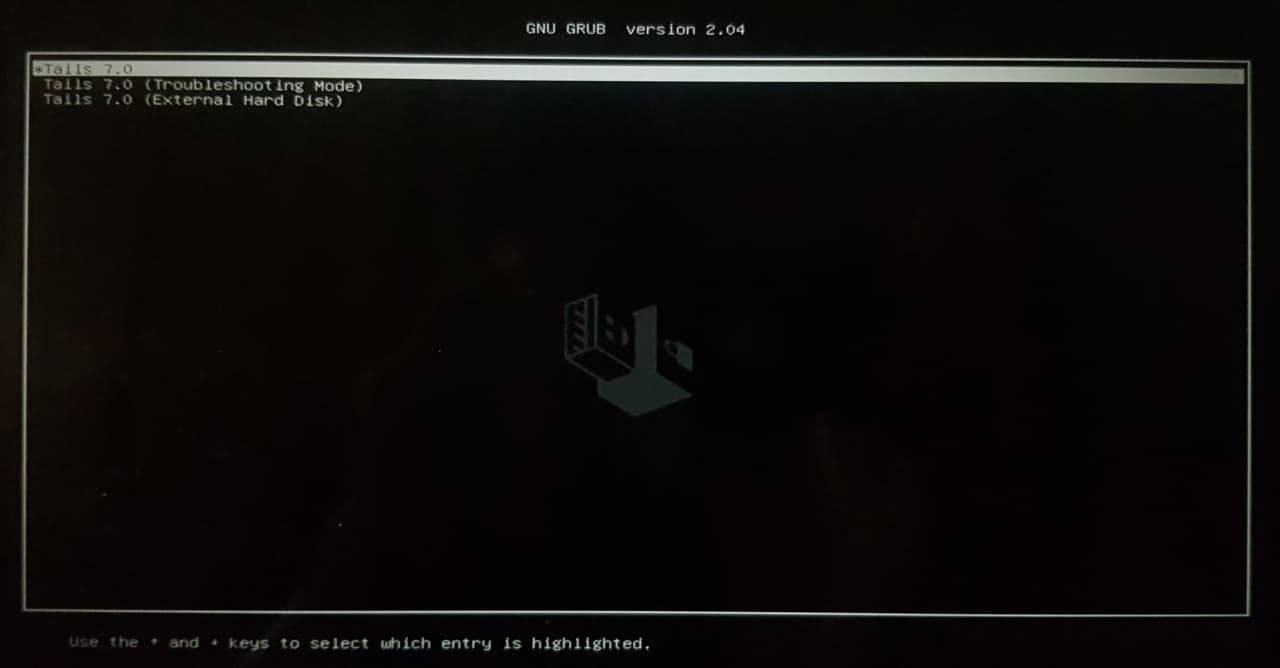 GNU GRUB version 2.04
*Tails 7.0
Tails 7.0 (Troubleshooting Mode)
Tails 7.0 (External Hard Disk)
Use the ↑ and ↓ keys to select which entry is highlighted.